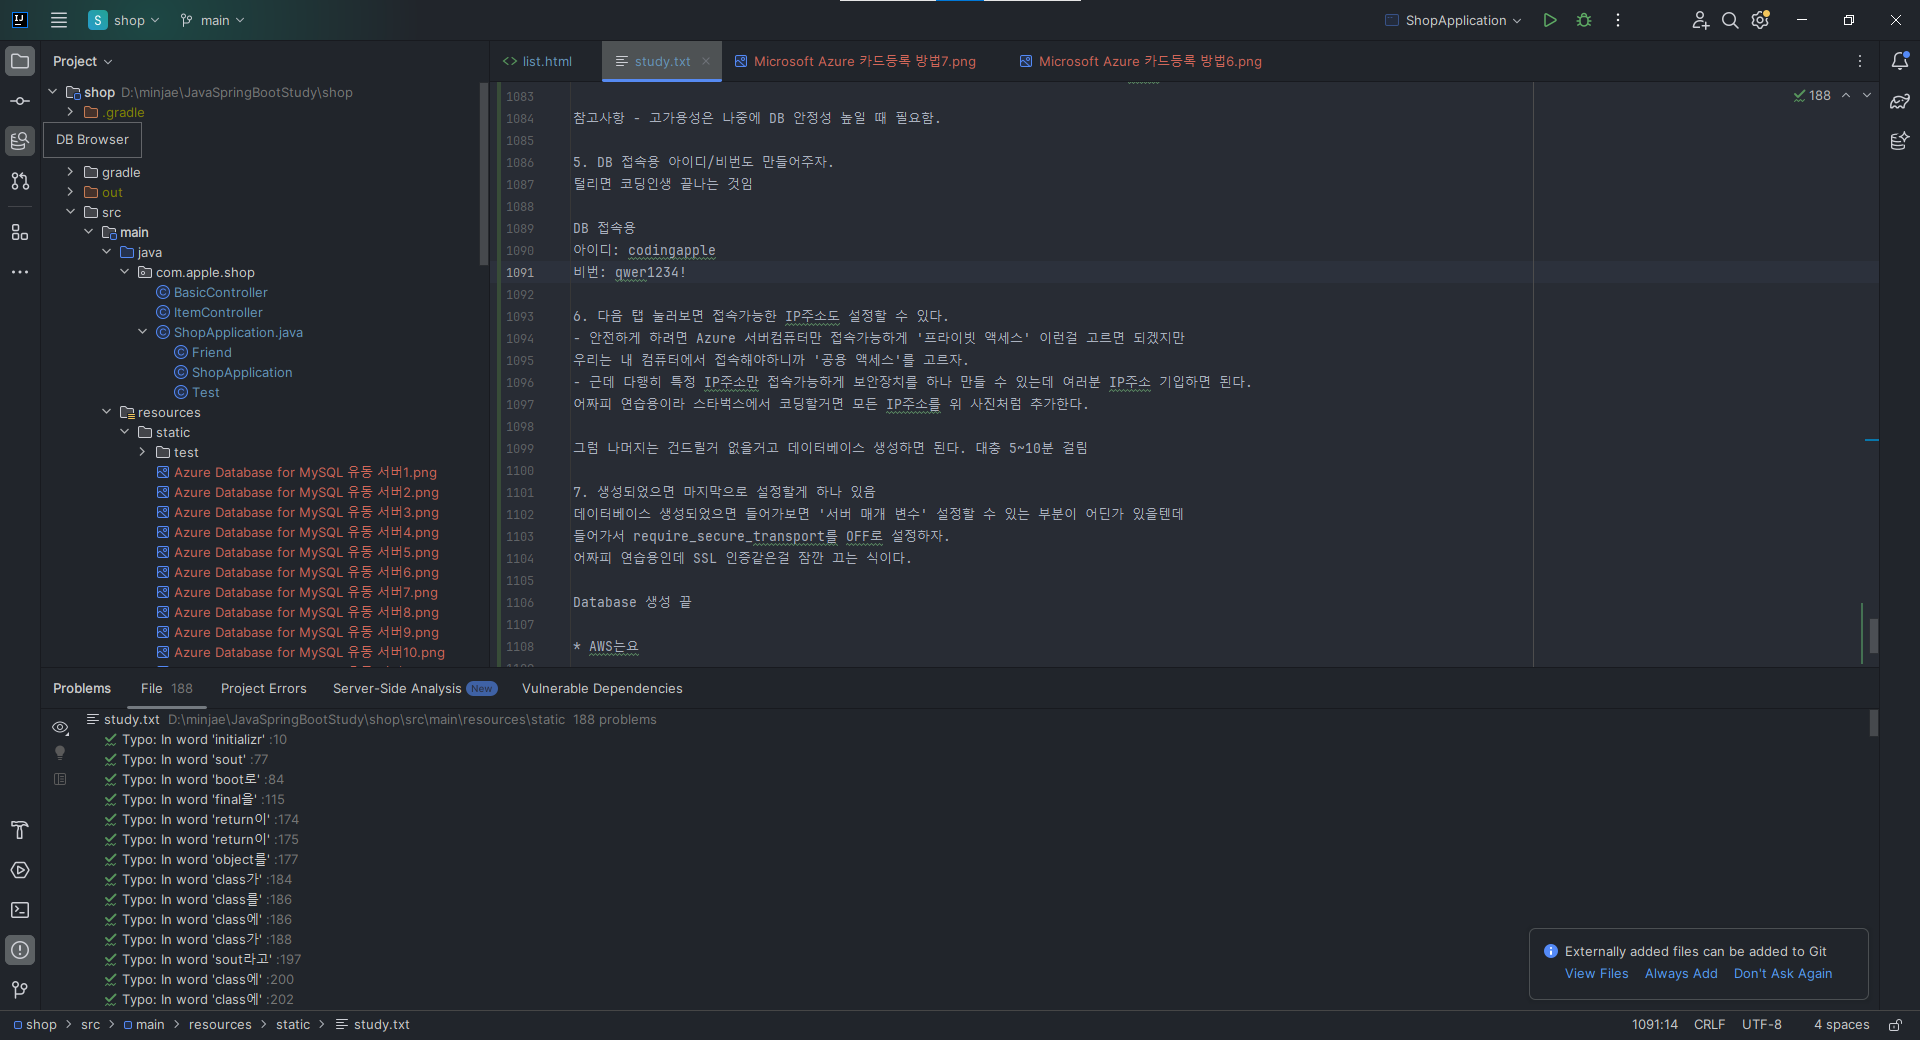 S shop main ShopApplication
Project
list.html study.txt Microsoft Azure 카드등록 방법7.png Microsoft Azure 카드등록 방법6.png
shop D:\minjae\JavaSpringBootStudy\shop
.gradle
DB Browser
gradle
out
src
main
java
com.apple.shop
BasicController
ItemController
ShopApplication.java
Friend
ShopApplication
Test
resources
static
test
Azure Database for MySQL 유동 서버1.png
Azure Database for MySQL 유동 서버2.png
Azure Database for MySQL 유동 서버3.png
Azure Database for MySQL 유동 서버4.png
Azure Database for MySQL 유동 서버5.png
Azure Database for MySQL 유동 서버6.png
Azure Database for MySQL 유동 서버7.png
Azure Database for MySQL 유동 서버8.png
Azure Database for MySQL 유동 서버9.png
Azure Database for MySQL 유동 서버10.png
188
1083
1084 참고사항 - 고가용성은 나중에 DB 안정성 높일 때 필요함.
1085
1086 5. DB 접속용 아이디/비번도 만들어주자.
1087 털리면 코딩인생 끝나는 것임
1088
1089 DB 접속용
1090 아이디: codingapple
1091 비번: qwer1234!
1092
1093 6. 다음 탭 눌러보면 접속가능한 IP주소도 설정할 수 있다.
1094 - 안전하게 하려면 Azure 서버컴퓨터만 접속가능하게 '프라이빗 액세스' 이런걸 고르면 되겠지만
1095 우리는 내 컴퓨터에서 접속해야하니까 '공용 액세스'를 고르자.
1096 - 근데 다행히 특정 IP주소만 접속가능하게 보안장치를 하나 만들 수 있는데 여러분 IP주소 기입하면 된다.
1097 어짜피 연습용이라 스타벅스에서 코딩할거면 모든 IP주소를 위 사진처럼 추가한다.
1098
1099 그럼 나머지는 건드릴거 없을거고 데이터베이스 생성하면 된다. 대충 5~10분 걸림
1100
1101 7. 생성되었으면 마지막으로 설정할게 하나 있음
1102 데이터베이스 생성되었으면 들어가보면 '서버 매개 변수' 설정할 수 있는 부분이 어딘가 있을텐데
1103 들어가서 require_secure_transport를 OFF로 설정하자.
1104 어짜피 연습용인데 SSL 인증같은걸 잠깐 끄는 식이다.
1105
1106 Database 생성 끝
1107
1108 * AWS는요
Problems File 188 Project Errors Server-Side Analysis New Vulnerable Dependencies
study.txt D:\minjae\JavaSpringBootStudy\shop\src\main\resources\static 188 problems
Typo: In word 'initializr' :10
Typo: In word 'sout' :77
Typo: In word 'boot로' :84
Typo: In word 'final을' :115
Typo: In word 'return이' :174
Typo: In word 'return이' :175
Typo: In word 'object를' :177
Typo: In word 'class가' :184
Typo: In word 'class를' :186
Typo: In word 'class에' :186
Typo: In word 'class가' :188
Typo: In word 'sout라고' :197
Typo: In word 'class에' :200
Typo: In word 'class에' :202
Externally added files can be added to Git
View Files Always Add Don't Ask Again
shop > src > main > resources > static > study.txt
1091:14 CRLF UTF-8 4 spaces